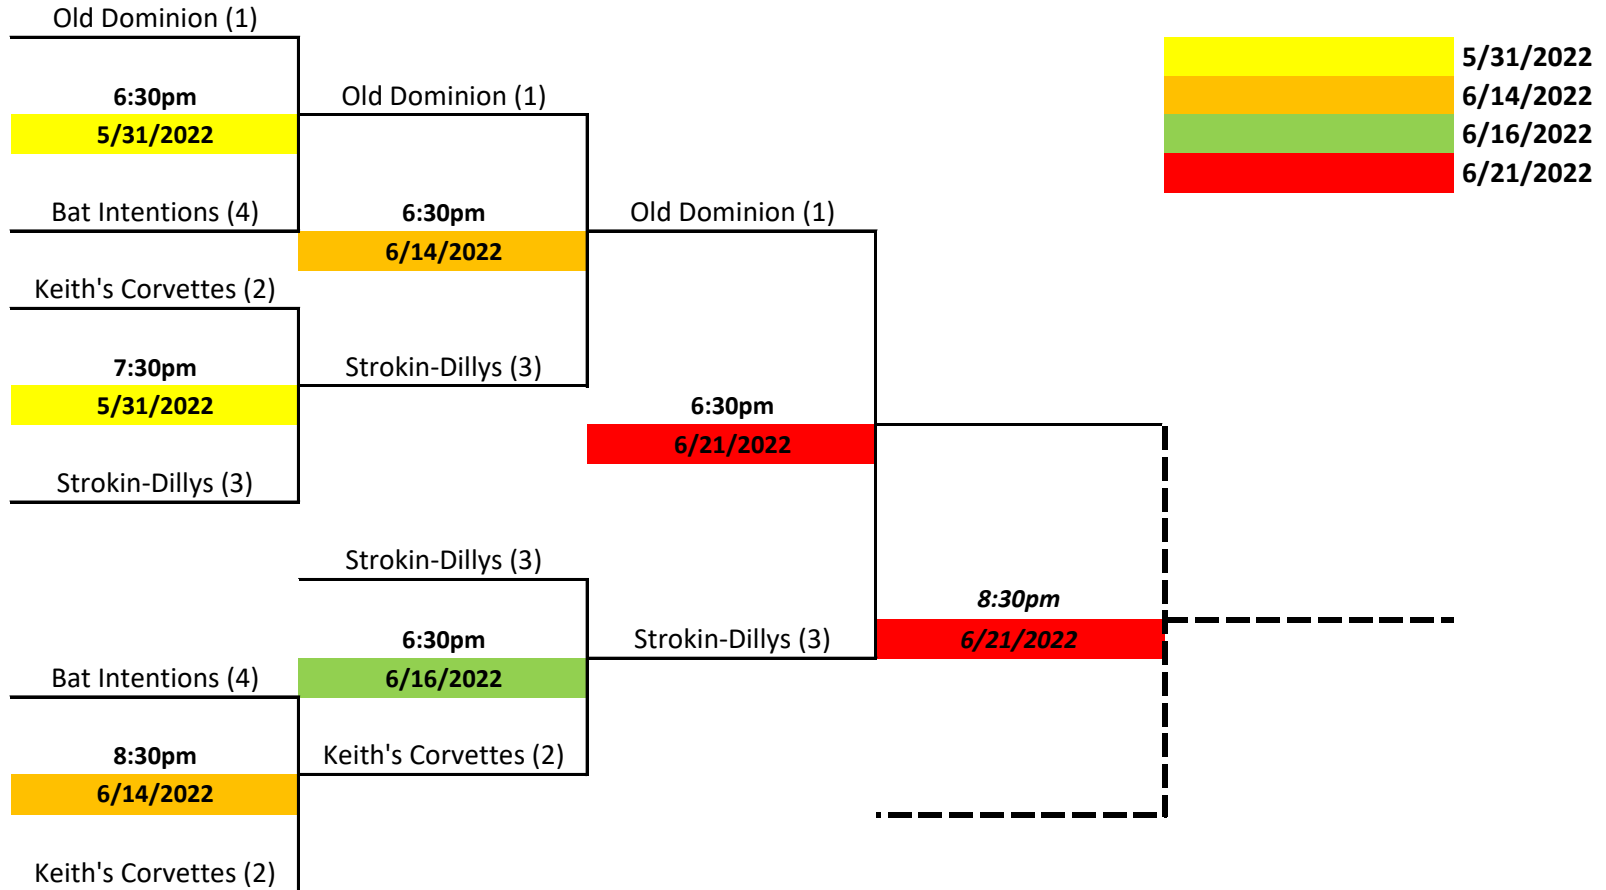 Old Dominion (1)
5/31/2022
6:30pm
Old Dominion (1)
6/14/2022
5/31/2022
6/16/2022
6/21/2022
Bat Intentions (4)
6:30pm
Old Dominion (1)
6/14/2022
Keith's Corvettes (2)
7:30pm
Strokin-Dillys (3)
5/31/2022
6:30pm
6/21/2022
Strokin-Dillys (3)
Strokin-Dillys (3)
8:30pm
6:30pm
Strokin-Dillys (3)
6/21/2022
Bat Intentions (4)
6/16/2022
8:30pm
Keith's Corvettes (2)
6/14/2022
Keith's Corvettes (2)